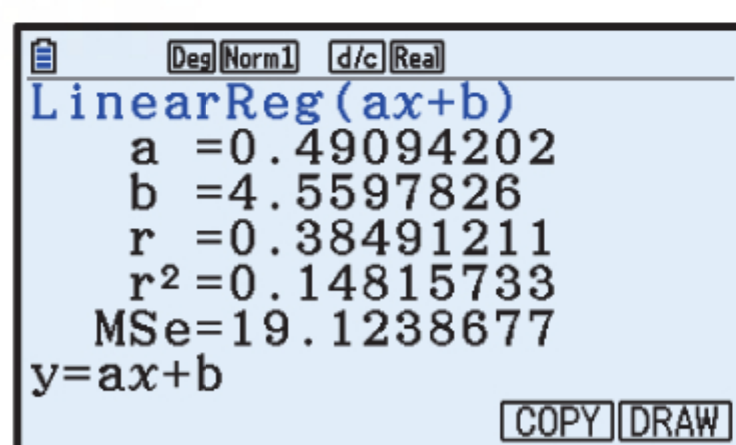 Deg Norm1 d/c Real
LinearReg(ax+b)
a =0.49094202
b =4.5597826
r =0.38491211
r²=0.14815733
MSe=19.1238677
y=ax+b
COPY DRAW